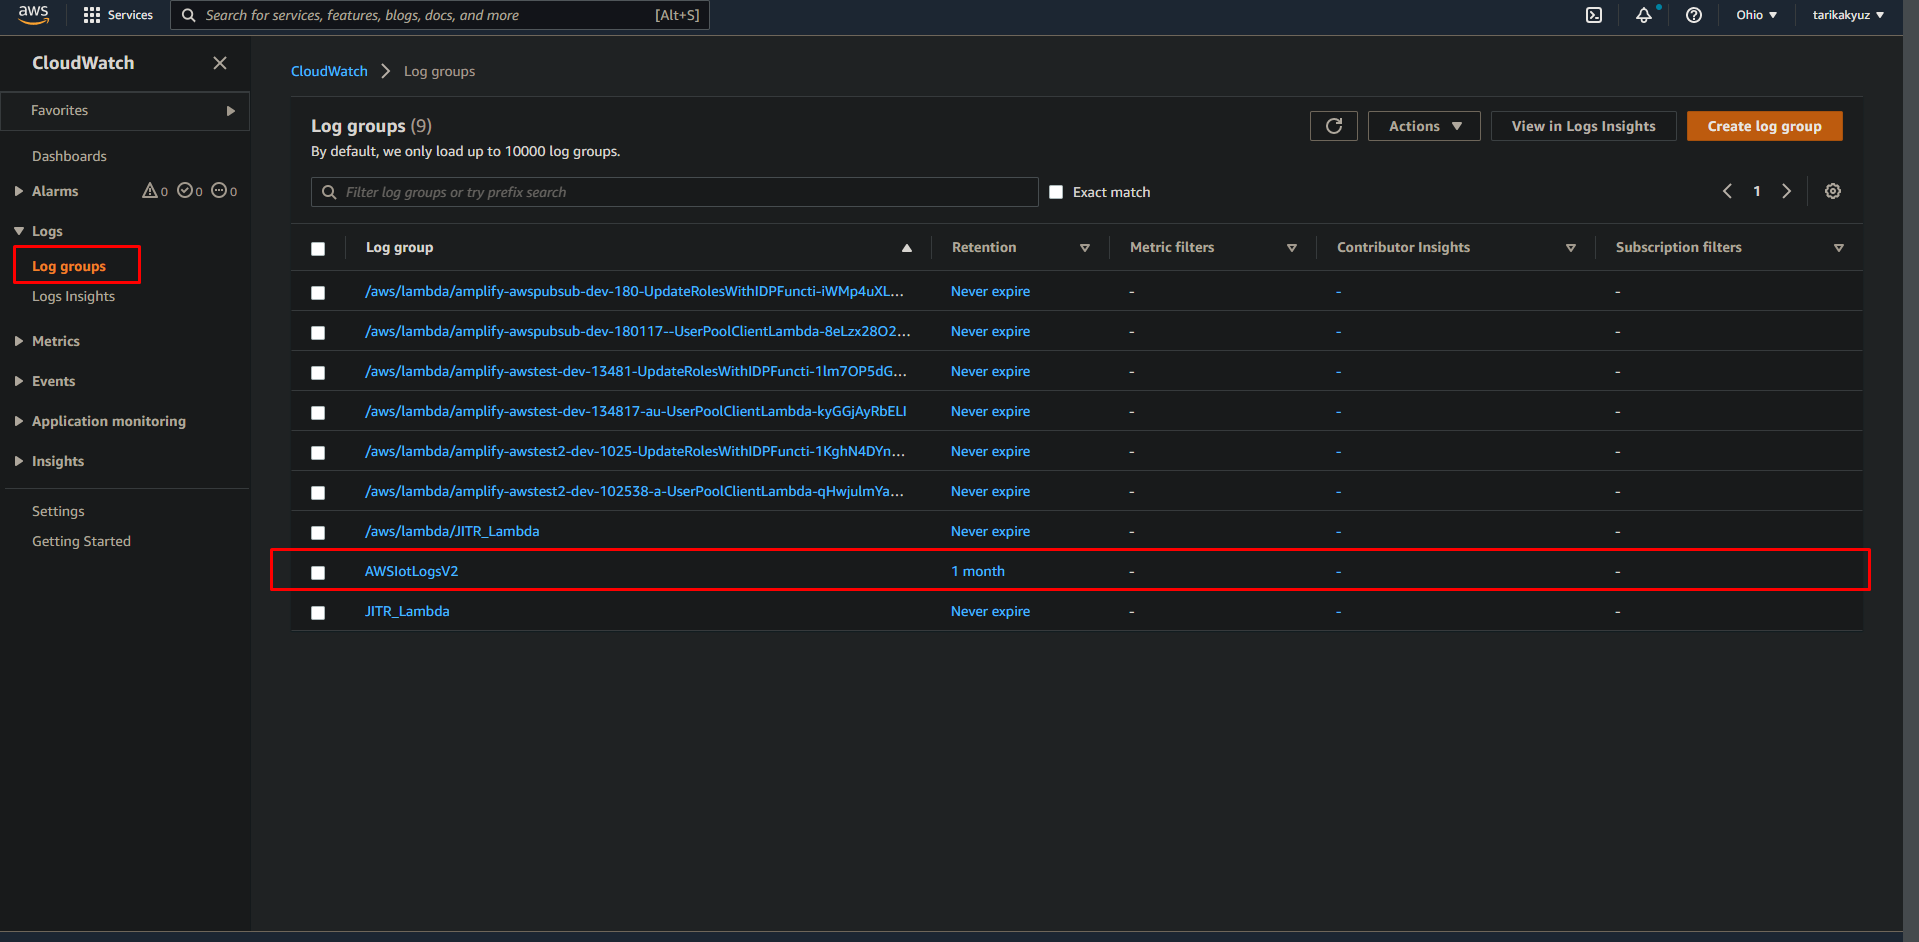 aws
Services
Search for services, features, blogs, docs, and more [Alt+S]
Ohio
tarikakyuz
CloudWatch
Favorites
Dashboards
Alarms 0 0 0
Logs
Log groups
Logs Insights
Metrics
Events
Application monitoring
Insights
Settings
Getting Started
CloudWatch > Log groups
Log groups (9)
By default, we only load up to 10000 log groups.
Actions
View in Logs Insights
Create log group
Filter log groups or try prefix search
Exact match
1
Log group Retention Metric filters Contributor Insights Subscription filters
/aws/lambda/amplify-awspubsub-dev-180-UpdateRolesWithIDPFuncti-iWMp4uXL... Never expire - - -
/aws/lambda/amplify-awspubsub-dev-180117--UserPoolClientLambda-8eLzx28O2... Never expire - - -
/aws/lambda/amplify-awstest-dev-13481-UpdateRolesWithIDPFuncti-1lm7OP5dG... Never expire - - -
/aws/lambda/amplify-awstest-dev-134817-au-UserPoolClientLambda-kyGGjAyRbELI Never expire - - -
/aws/lambda/amplify-awstest2-dev-1025-UpdateRolesWithIDPFuncti-1KghN4DYn... Never expire - - -
/aws/lambda/amplify-awstest2-dev-102538-a-UserPoolClientLambda-qHwjulmYa... Never expire - - -
/aws/lambda/JITR_Lambda Never expire - - -
AWSIotLogsV2 1 month - - -
JITR_Lambda Never expire - - -